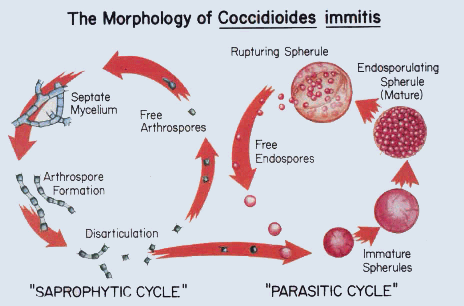 The Morphology of Coccidioides immitis
Rupturing Spherule
Endosporulating
Spherule
(Mature)
Septate
Mycelium
Free
Arthrospores
Free
Endospores
Arthrospore
Formation
Disarticulation
Immature
Spherules
"SAPROPHYTIC CYCLE"
"PARASITIC CYCLE"